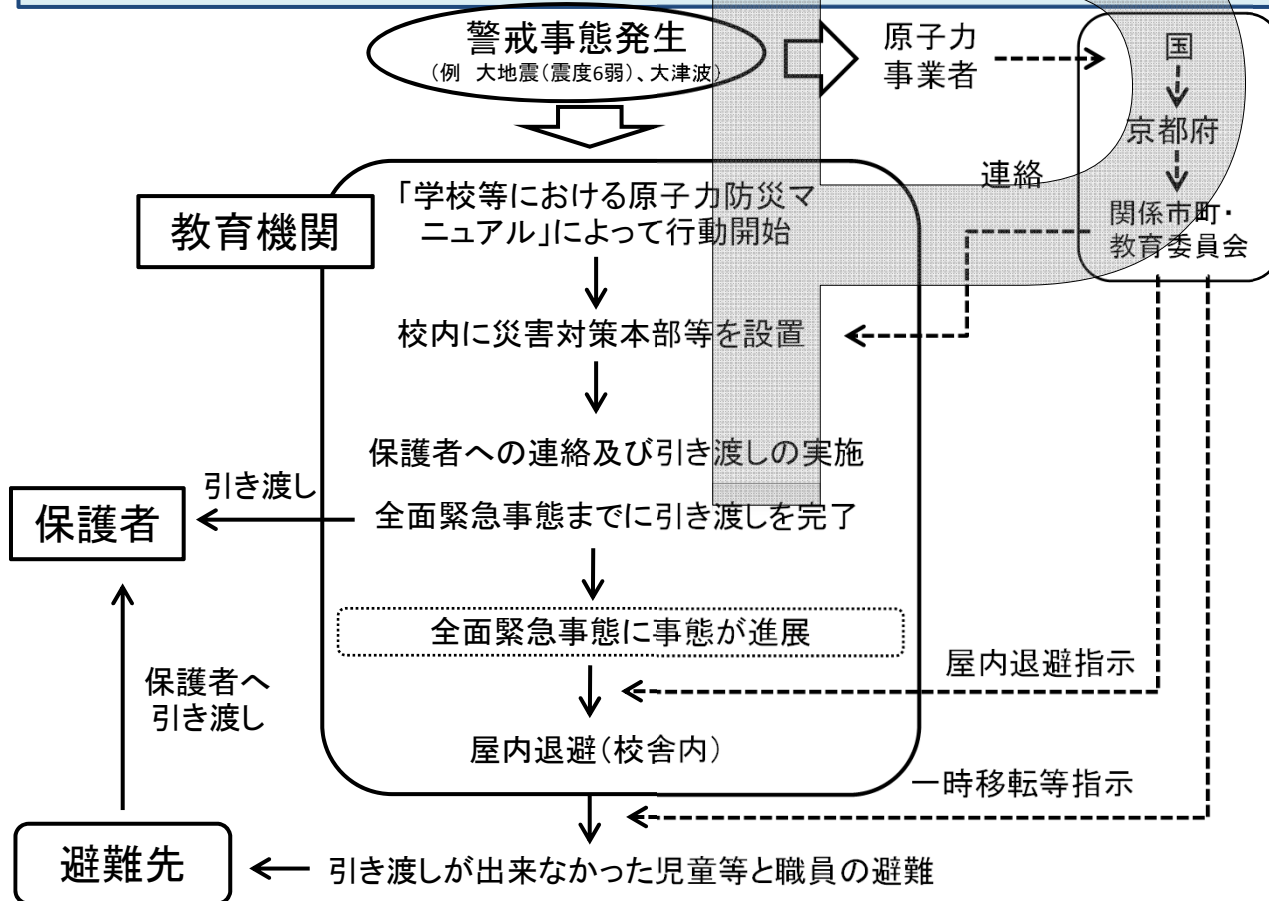 警戒事態発生
(例 大地震(震度6弱)、大津波)
原子力
事業者
国
京都府
関係市町・
教育委員会
連絡
教育機関
「学校等における原子力防災マ
ニュアル」によって行動開始
校内に災害対策本部等を設置
保護者への連絡及び引き渡しの実施
引き渡し
保護者
全面緊急事態までに引き渡しを完了
全面緊急事態に事態が進展
屋内退避指示
保護者へ
引き渡し
屋内退避(校舎内)
一時移転等指示
避難先
引き渡しが出来なかった児童等と職員の避難